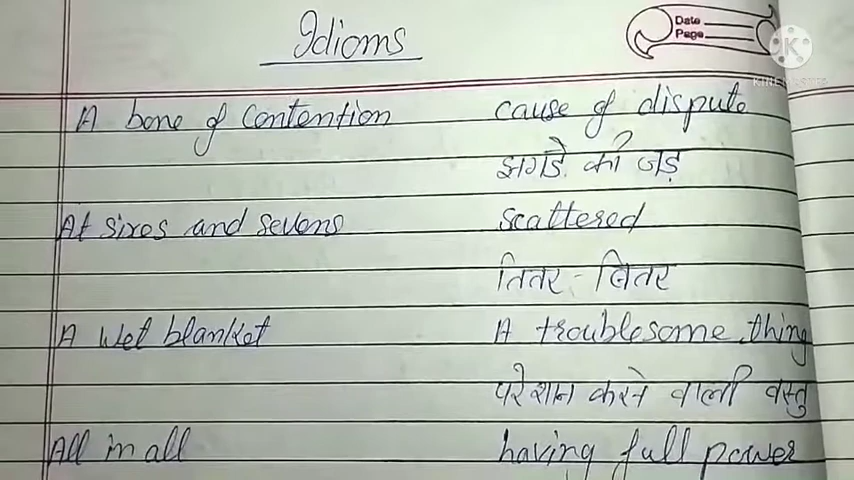 Idioms
Date
Page
KINEMASTER
A bone of contention cause of dispute
झगडे की जड़
At sixes and sevens scattered
तितर-बितर
A wet blanket A troublesome thing
परेशान करने वाली वस्तु
All in all having full power